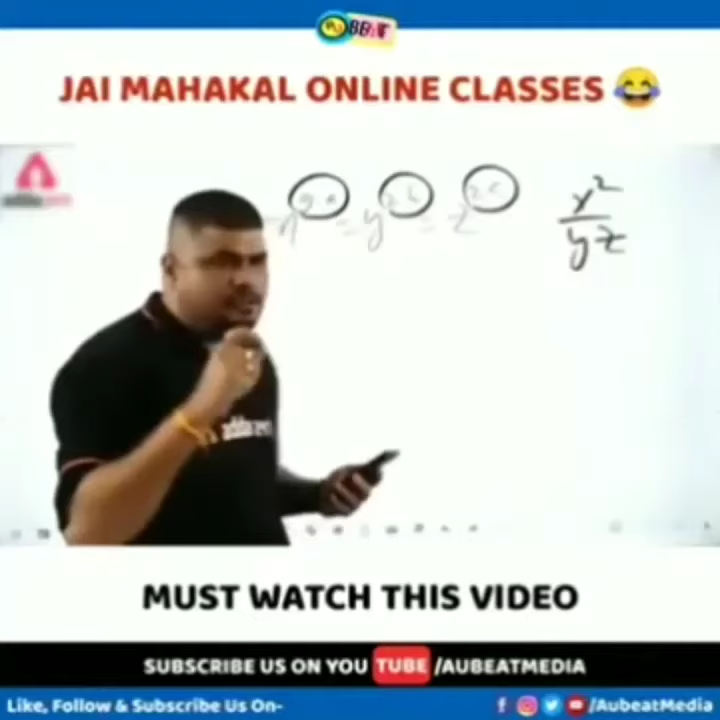 JAI MAHAKAL ONLINE CLASSES 😂
x²/yz
MUST WATCH THIS VIDEO
SUBSCRIBE US ON YOU TUBE /AUBEATMEDIA
Like, Follow & Subscribe Us On- /AubeatMedia